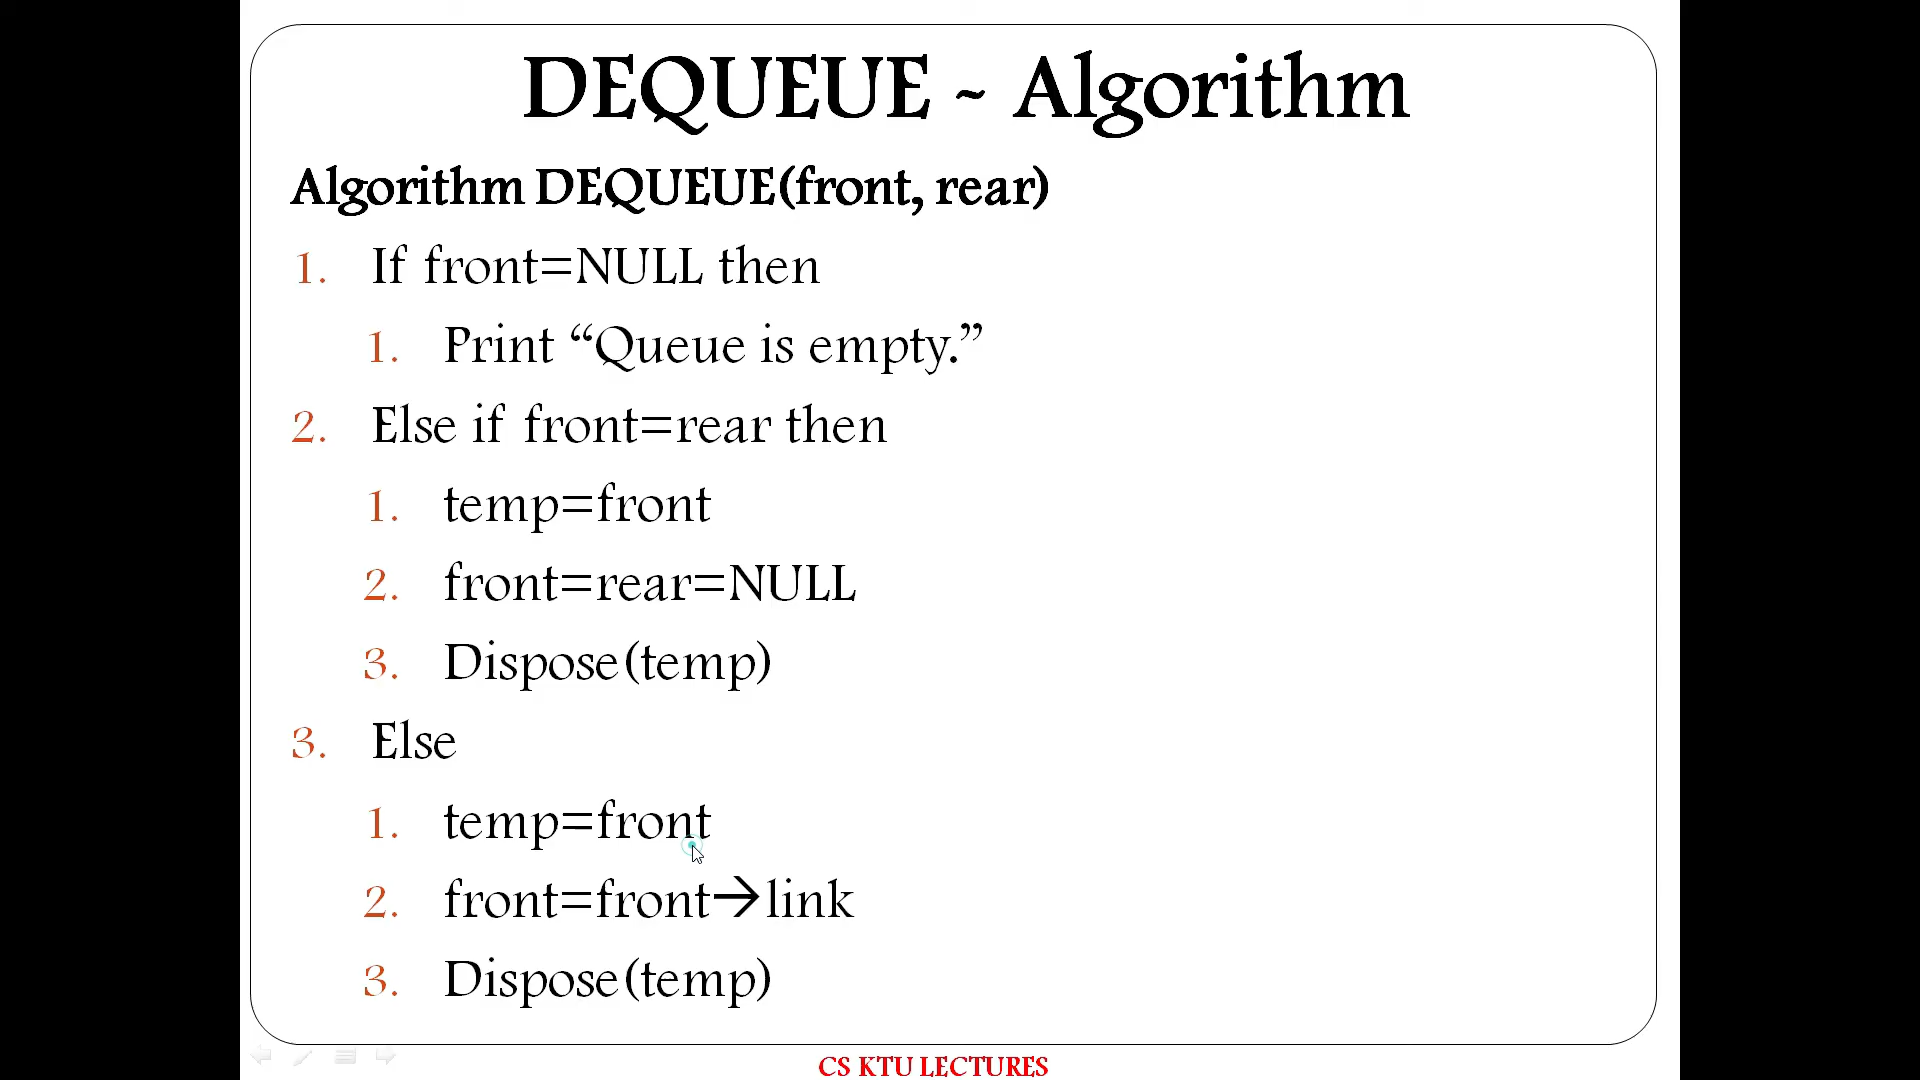 DEQUEUE ~ Algorithm
Algorithm DEQUEUE(front, rear)
1. If front=NULL then
1. Print “Queue is empty.”
2. Else if front=rear then
1. temp=front
2. front=rear=NULL
3. Dispose(temp)
3. Else
1. temp=front
2. front=front→link
3. Dispose(temp)
CS KTU LECTURES